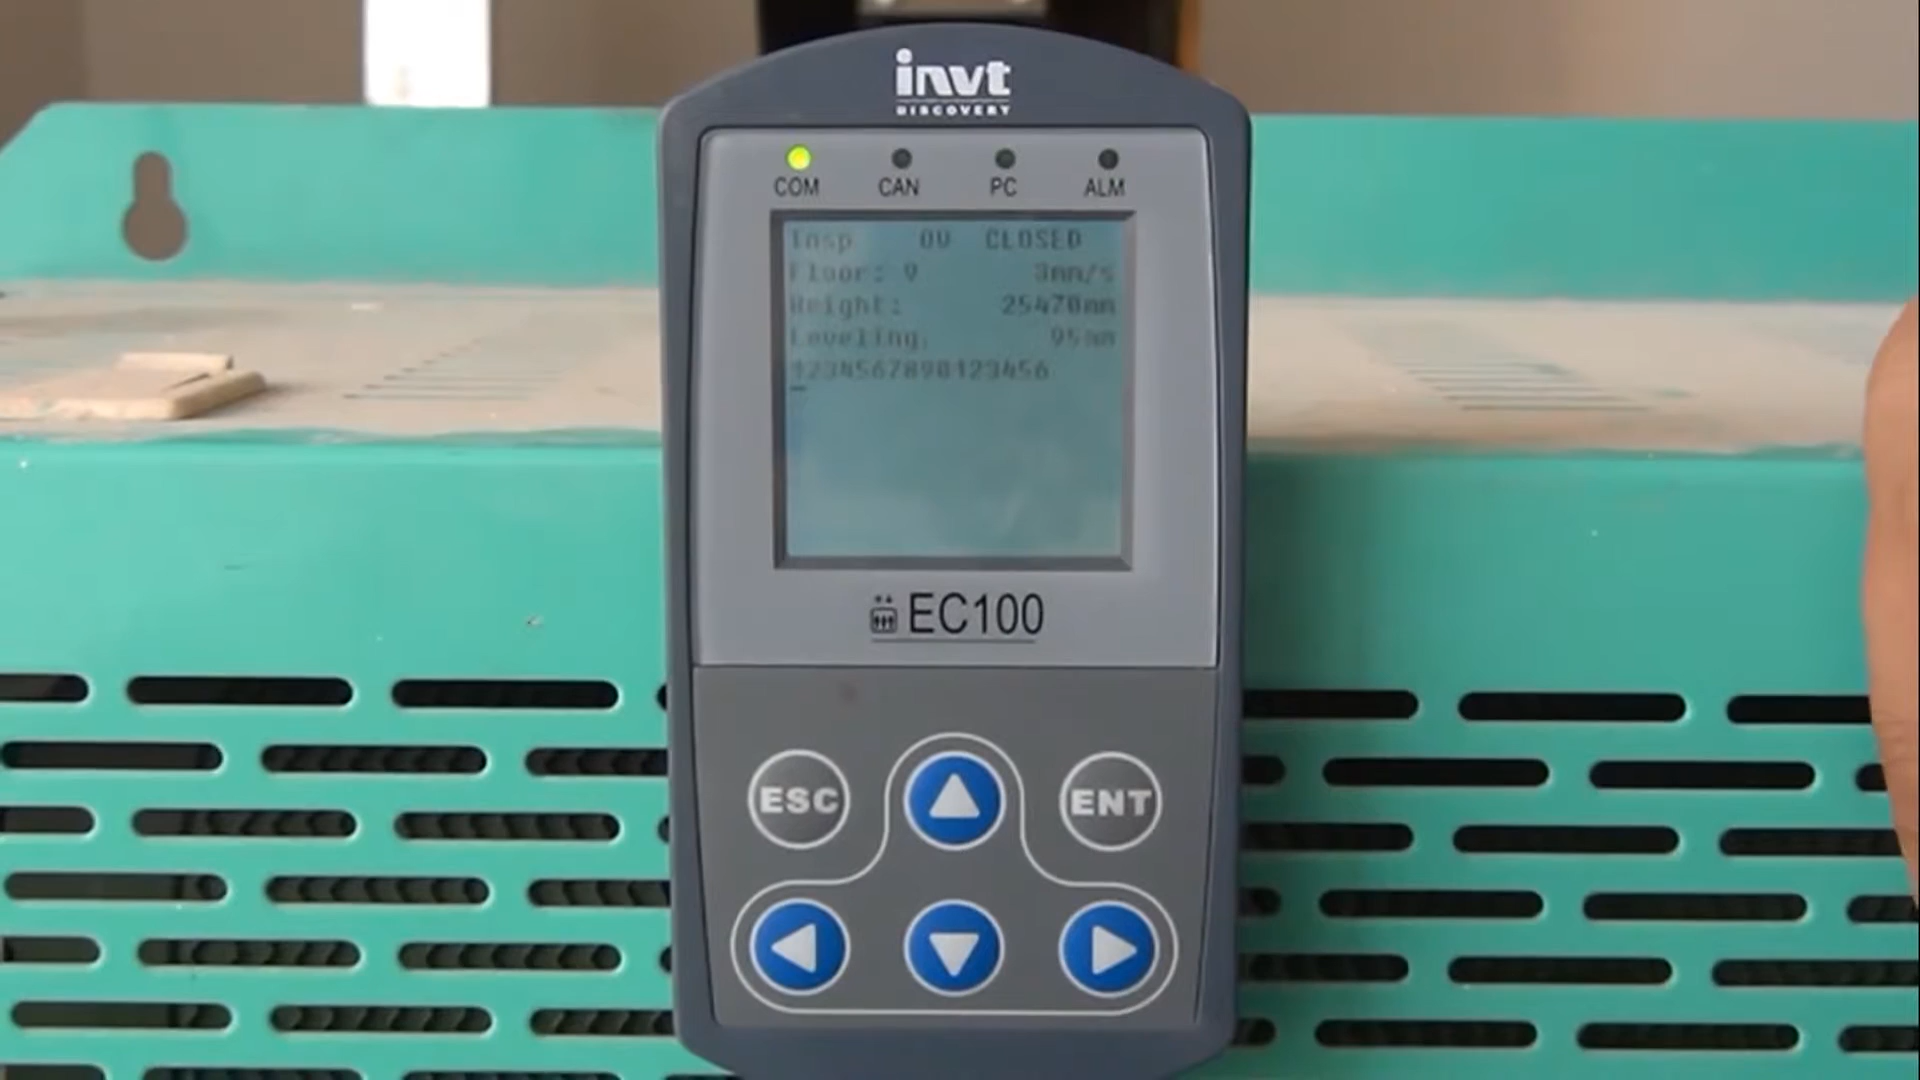 invt
DISCOVERY
COM CAN PC ALM
Insp 0V CLOSED
Floor: 9 3mm/s
Height: 25470mm
Leveling: 95mm
1234567890123456
EC100
ESC ENT